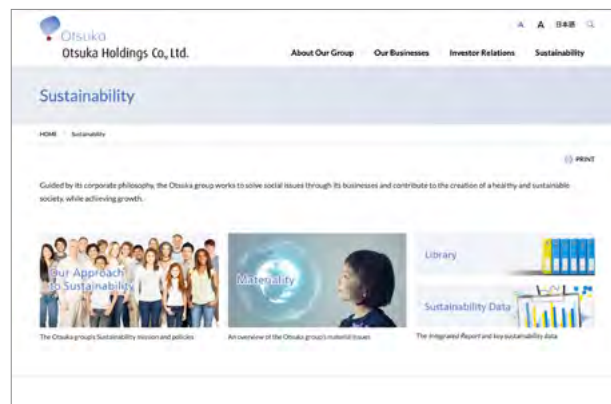 Otsuka
Otsuka Holdings Co., Ltd.
A A 日本語
About Our Group Our Businesses Investor Relations Sustainability
Sustainability
HOME Sustainability
PRINT
Guided by its corporate philosophy, the Otsuka group works to solve social issues through its businesses and contribute to the creation of a healthy and sustainable
society, while achieving growth.
Our Approach
to Sustainability
Materiality
Library
Sustainability Data
The Otsuka group's Sustainability mission and policies
An overview of the Otsuka group's material issues
The Integrated Report and key sustainability data